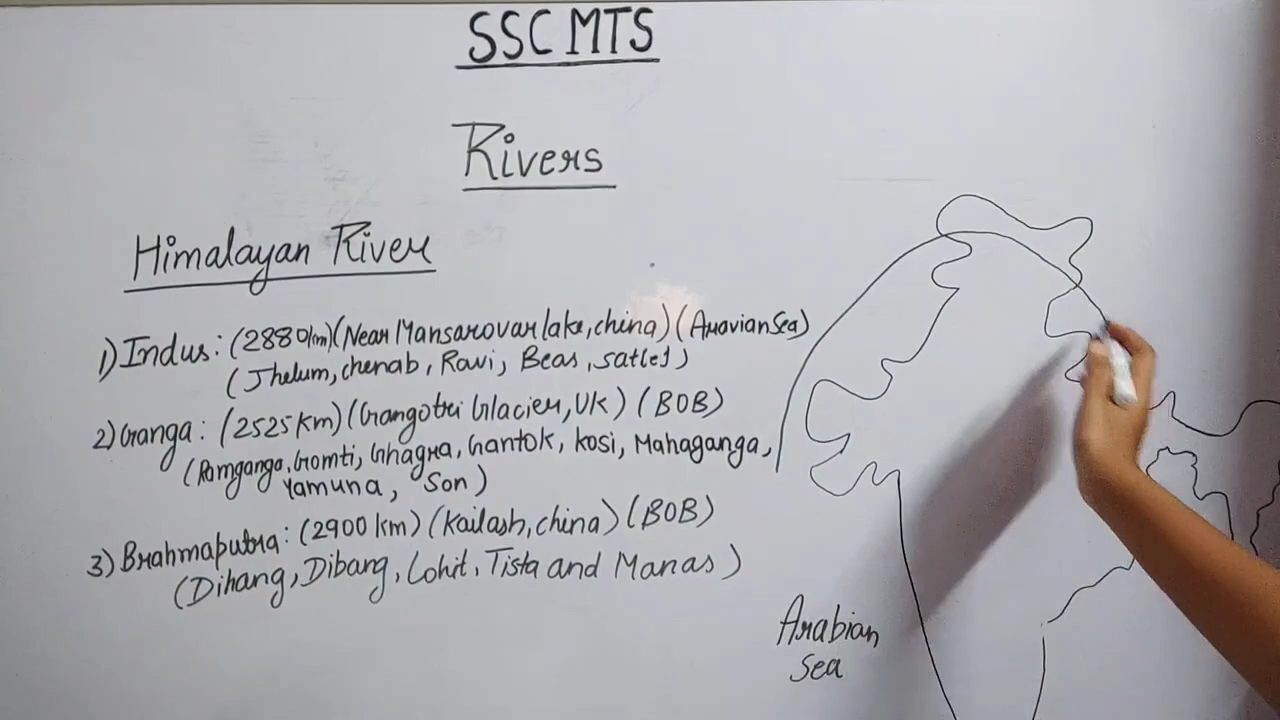 SSC MTS
Rivers
Himalayan River
1) Indus: (2880km) (Near Mansarovar lake, china) (Aravian Sea)
(Jhelum, chenab, Ravi, Beas, satlej)
2) Ganga: (2525 km) (Gangotri Glacier, UK) (BOB)
(Ramganga, Gomti, Ghagra, Gantok, kosi, Mahaganga,
Yamuna, Son)
3) Brahmaputra: (2900 km) (Kailash, china) (BOB)
(Dihang, Dibang, Lohit, Tista and Manas)
Arabian
Sea